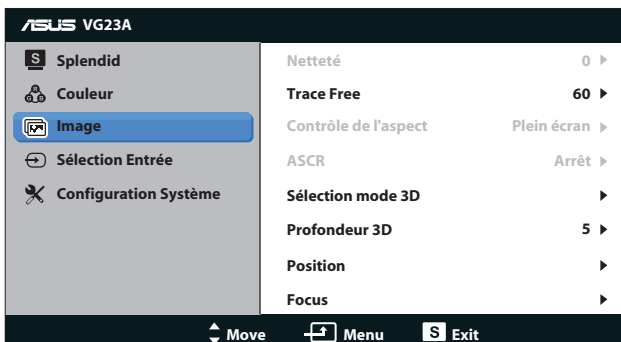 ASUS VG23A
S Splendid
Couleur
Image
Sélection Entrée
Configuration Système
Netteté 0
Trace Free 60
Contrôle de l'aspect Plein écran
ASCR Arrêt
Sélection mode 3D
Profondeur 3D 5
Position
Focus
Move Menu S Exit